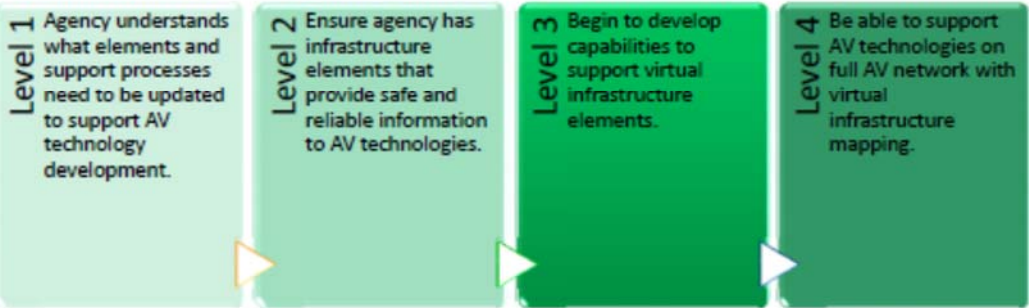 Level 1
Agency understands
what elements and
support processes
need to be updated
to support AV
technology
development.
Level 2
Ensure agency has
infrastructure
elements that
provide safe and
reliable information
to AV technologies.
Level 3
Begin to develop
capabilities to
support virtual
infrastructure
elements.
Level 4
Be able to support
AV technologies on
full AV network with
virtual
infrastructure
mapping.